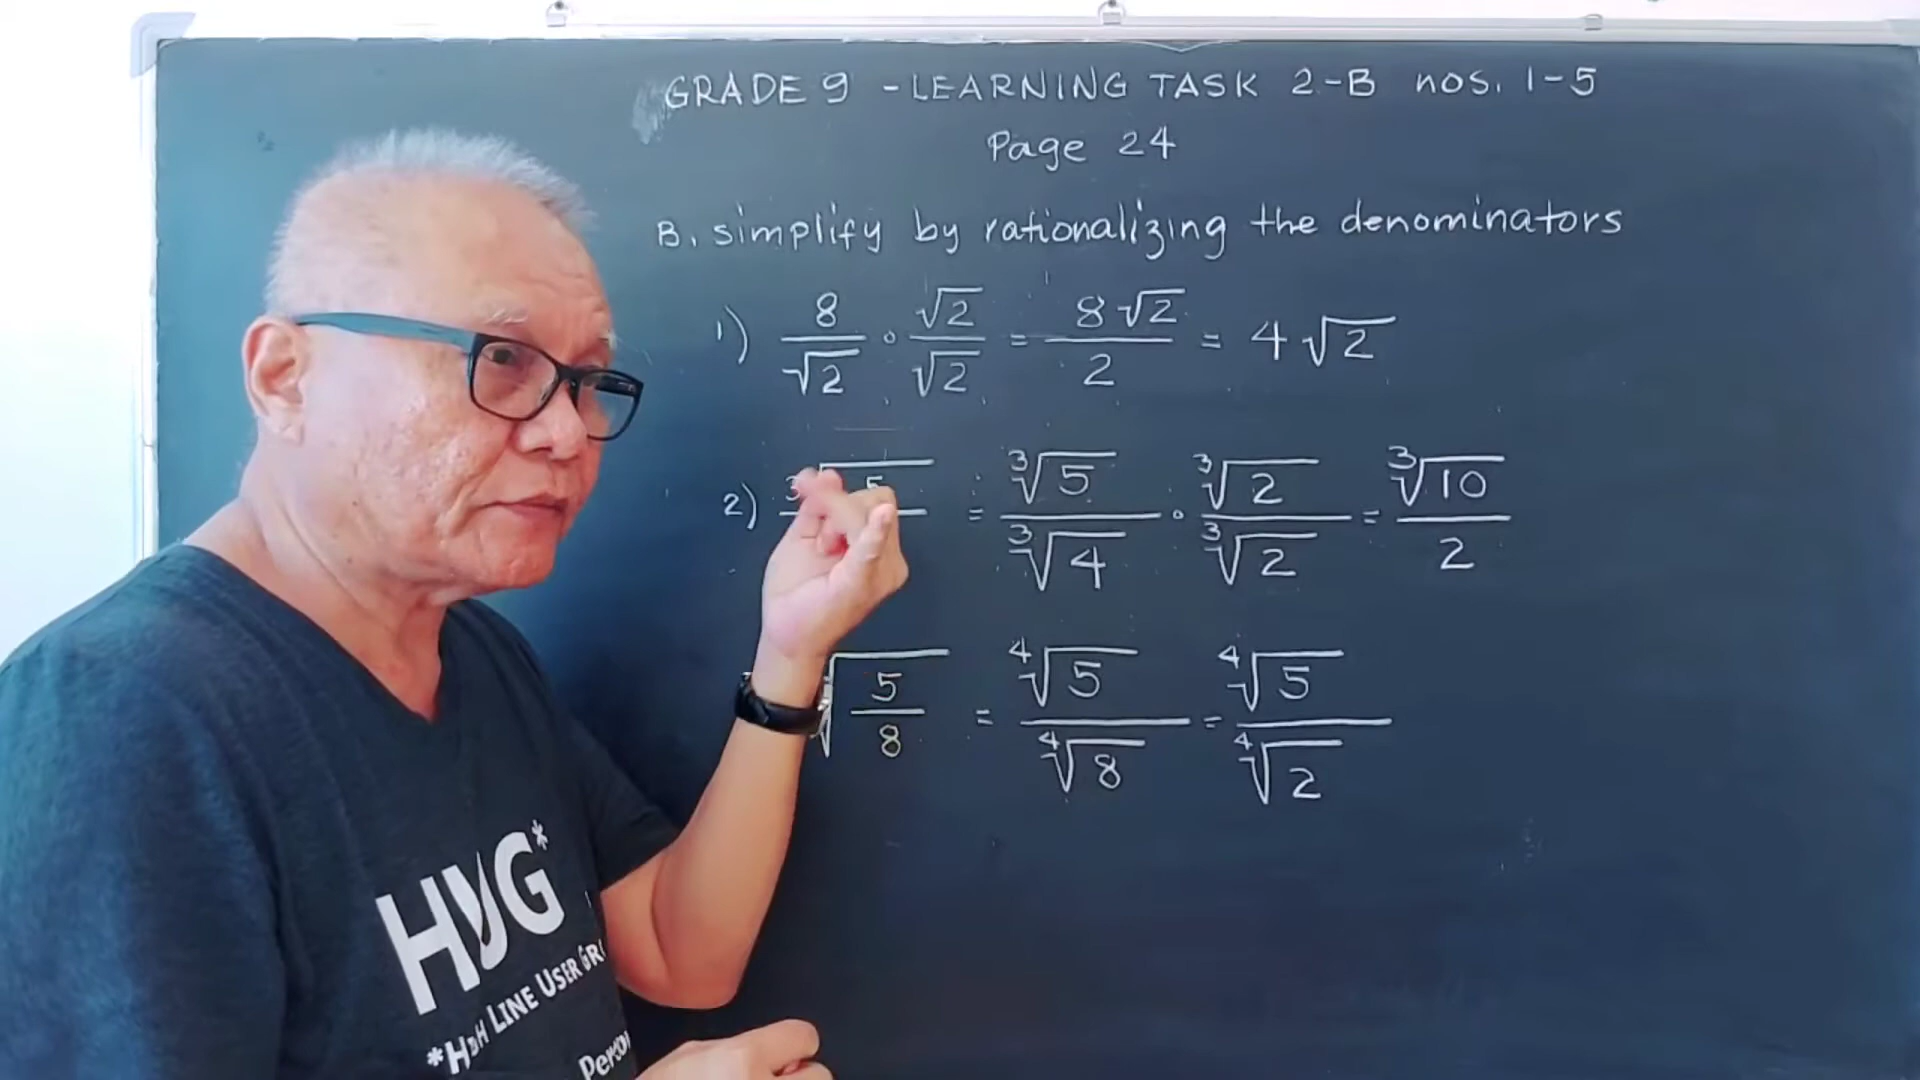 GRADE 9 - LEARNING TASK 2-B nos. 1-5
Page 24
B. simplify by rationalizing the denominators
1) 8/√2 ∘ √2/√2 = 8√2/2 = 4√2
2) = ∛5/∛4 ∘ ∛2/∛2 = ∛10/2
√5/8 = ∜5/∜8 = ∜5/∜2
HUG*
*HIGH LINE USER